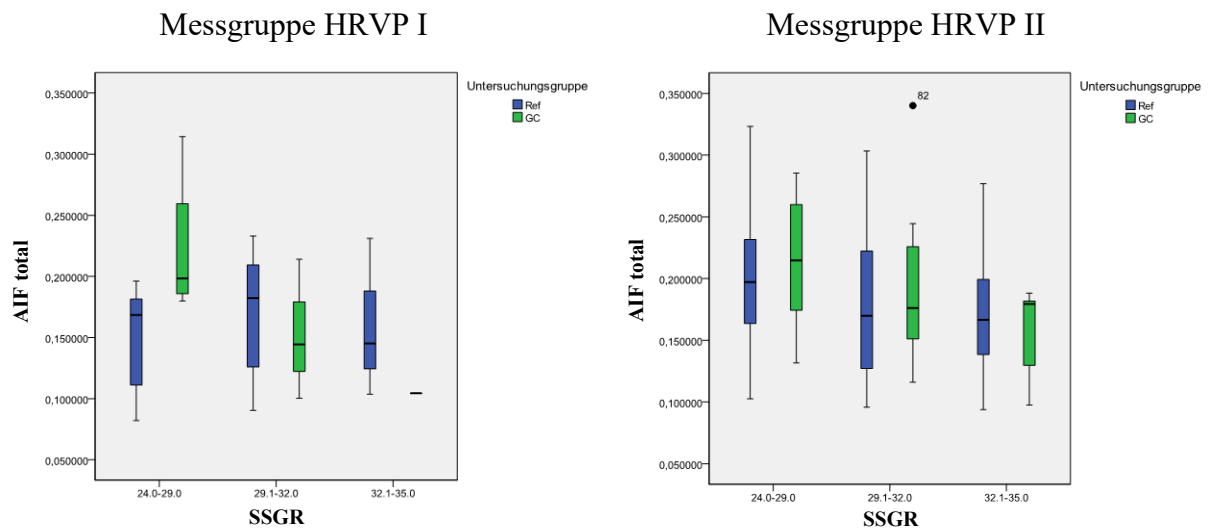 Messgruppe HRVP I
Untersuchungsgruppe
Ref
GC
0,350000
0,300000
0,250000
0,200000
0,150000
0,100000
0,050000
AIF total
24.0-29.0
29.1-32.0
32.1-35.0
SSGR
Messgruppe HRVP II
Untersuchungsgruppe
Ref
GC
82
0,350000
0,300000
0,250000
0,200000
0,150000
0,100000
0,050000
AIF total
24.0-29.0
29.1-32.0
32.1-35.0
SSGR